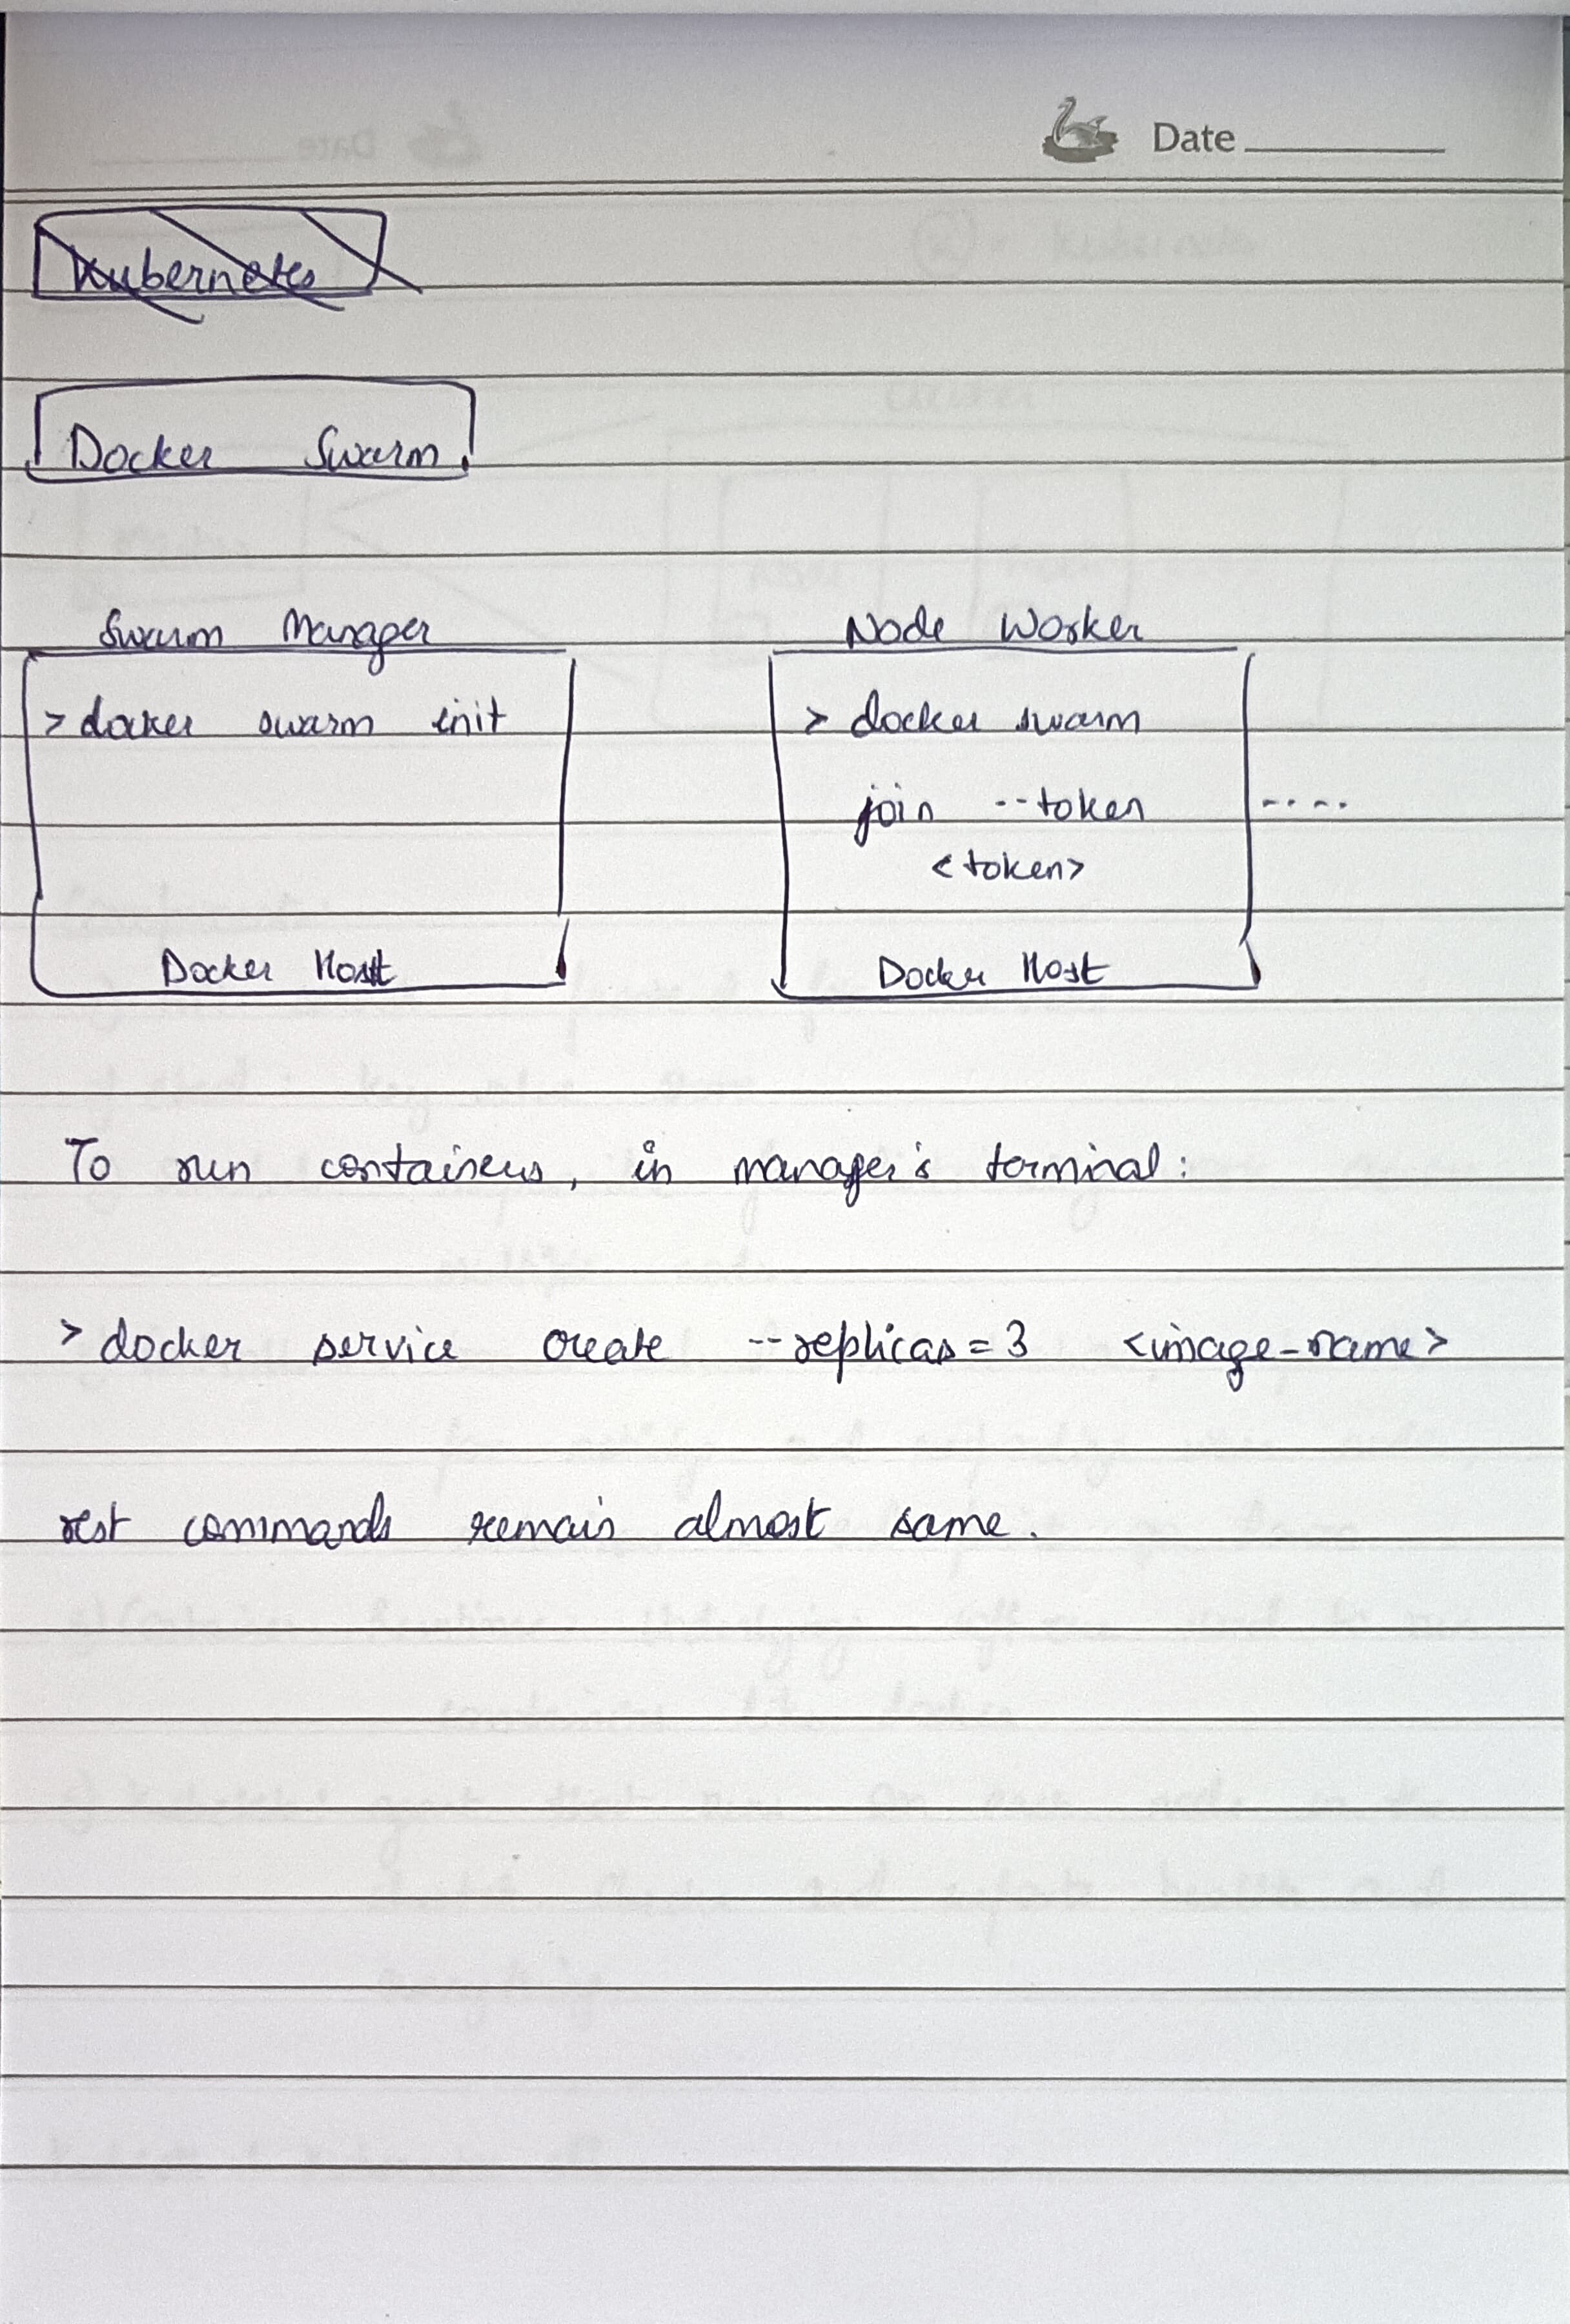 Date
Kubernetes
Docker Swarm
Swarm Manager
> docker swarm init
Docker Host
Node Worker
> docker swarm
join --token
<token>
Docker Host
....
To run containers, in manager's terminal:
> docker service create --replicas=3 <image-name>
rest commands remain almost same.